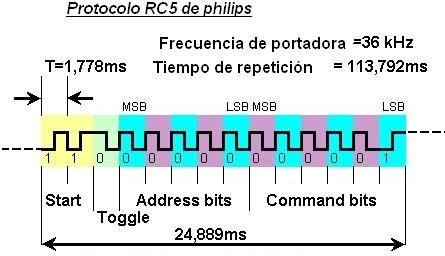 Protocolo RC5 de philips
Frecuencia de portadora =36 kHz
T=1,778ms Tiempo de repetición = 113,792ms
MSB LSB MSB LSB
1 1 0 0 0 0 0 0 0 0 0 0 0 1
Start Address bits Command bits
Toggle
24,889ms